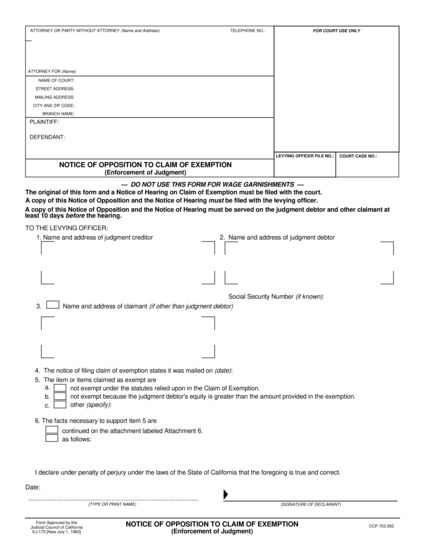 ATTORNEY OR PARTY WITHOUT ATTORNEY (Name and Address): TELEPHONE NO.: FOR COURT USE ONLY
ATTORNEY FOR (Name)
NAME OF COURT:
STREET ADDRESS:
MAILING ADDRESS:
CITY AND ZIP CODE:
BRANCH NAME:
PLAINTIFF:
DEFENDANT:
LEVYING OFFICER FILE NO.: COURT CASE NO.:
NOTICE OF OPPOSITION TO CLAIM OF EXEMPTION
(Enforcement of Judgment)
— DO NOT USE THIS FORM FOR WAGE GARNISHMENTS —
The original of this form and a Notice of Hearing on Claim of Exemption must be filed with the court.
A copy of this Notice of Opposition and the Notice of Hearing must be filed with the levying officer.
A copy of this Notice of Opposition and the Notice of Hearing must be served on the judgment debtor and other claimant at
least 10 days before the hearing.
TO THE LEVYING OFFICER:
1. Name and address of judgment creditor 2. Name and address of judgment debtor
Social Security Number (if known):
3. Name and address of claimant (if other than judgment debtor)
4. The notice of filing claim of exemption states it was mailed on (date):
5. The item or items claimed as exempt are
a. not exempt under the statutes relied upon in the Claim of Exemption.
b. not exempt because the judgment debtor's equity is greater than the amount provided in the exemption.
c. other (specify):
6. The facts necessary to support item 5 are
continued on the attachment labeled Attachment 6.
as follows:
I declare under penalty of perjury under the laws of the State of California that the foregoing is true and correct.
Date:
(TYPE OR PRINT NAME) (SIGNATURE OF DECLARANT)
Form Approved by the
Judicial Council of California
EJ-170 [New July 1, 1983]
NOTICE OF OPPOSITION TO CLAIM OF EXEMPTION
(Enforcement of Judgment)
CCP 703.550